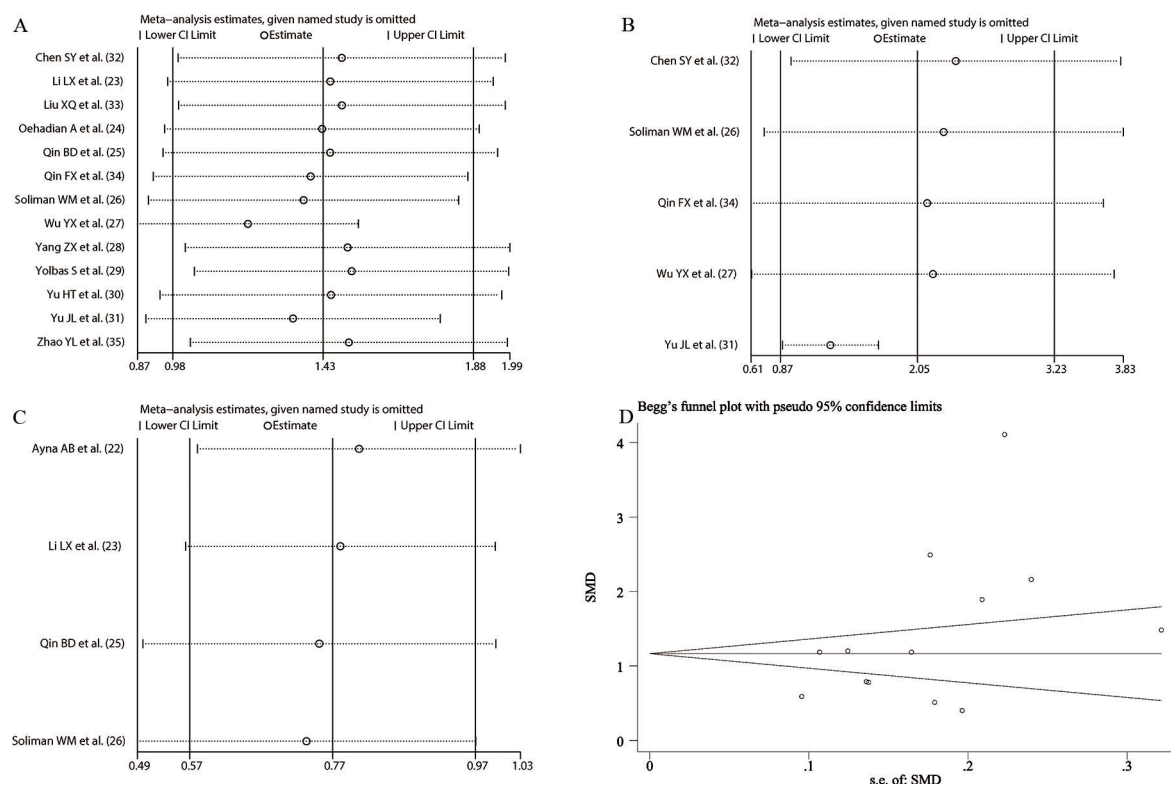 A
Meta−analysis estimates, given named study is omitted
Lower CI Limit Estimate Upper CI Limit
Chen SY et al. (32)
Li LX et al. (23)
Liu XQ et al. (33)
Oehadian A et al. (24)
Qin BD et al. (25)
Qin FX et al. (34)
Soliman WM et al. (26)
Wu YX et al. (27)
Yang ZX et al. (28)
Yolbas S et al. (29)
Yu HT et al. (30)
Yu JL et al. (31)
Zhao YL et al. (35)
0.87 0.98 1.43 1.88 1.99
B
Meta−analysis estimates, given named study is omitted
Lower CI Limit Estimate Upper CI Limit
Chen SY et al. (32)
Soliman WM et al. (26)
Qin FX et al. (34)
Wu YX et al. (27)
Yu JL et al. (31)
0.61 0.87 2.05 3.23 3.83
C
Meta−analysis estimates, given named study is omitted
Lower CI Limit Estimate Upper CI Limit
Ayna AB et al. (22)
Li LX et al. (23)
Qin BD et al. (25)
Soliman WM et al. (26)
0.49 0.57 0.77 0.97 1.03
D
Begg's funnel plot with pseudo 95% confidence limits
SMD
4
3
2
1
0
0 .1 .2 .3
s.e. of: SMD